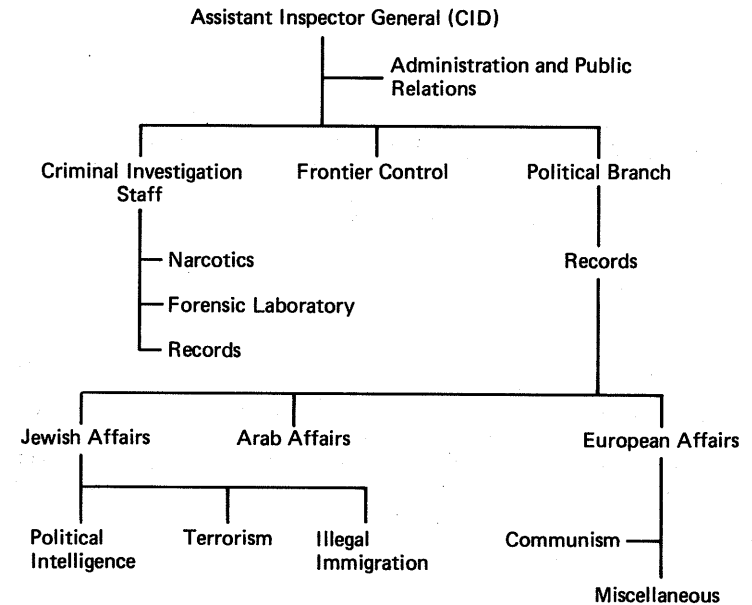 Assistant Inspector General (CID)
Administration and Public
Relations
Criminal Investigation
Staff
Frontier Control
Political Branch
Narcotics
Records
Forensic Laboratory
Records
Jewish Affairs
Arab Affairs
European Affairs
Political
Intelligence
Terrorism
Illegal
Immigration
Communism
Miscellaneous